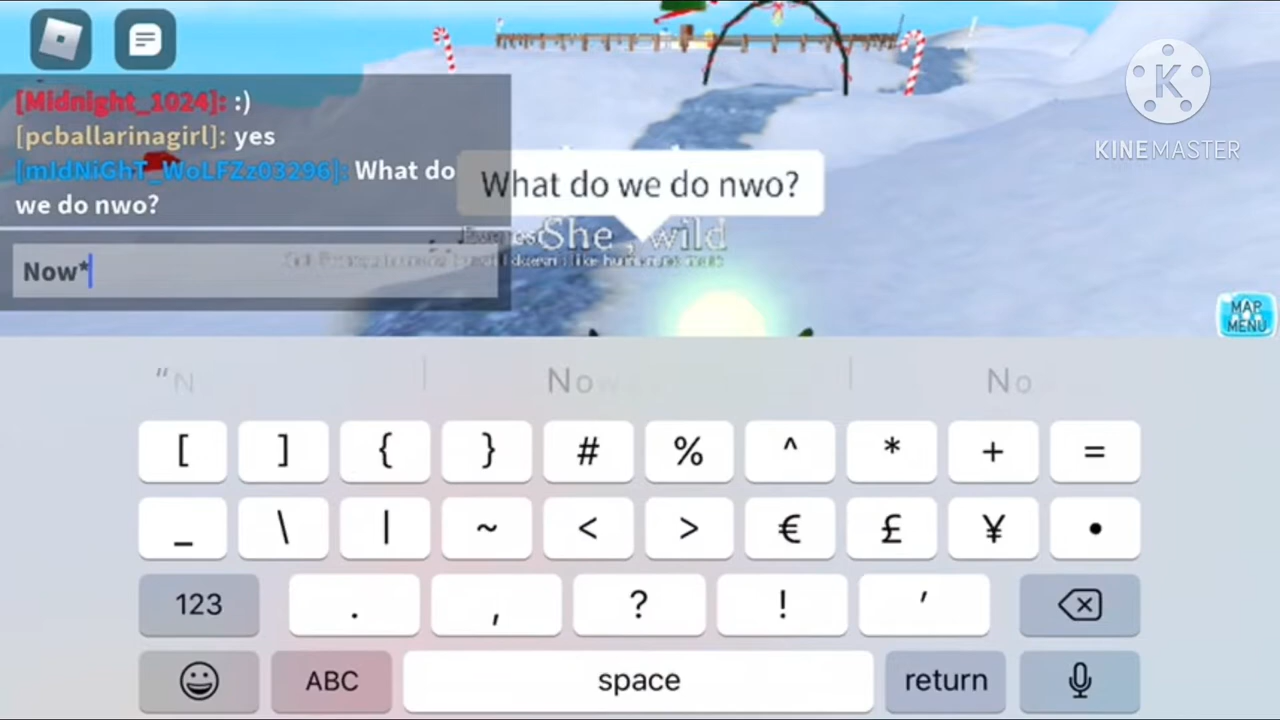 [Midnight_1024]: :)
[pcballarinagirl]: yes
[mIdNiGhT_WoLFZz03296]: What do
we do nwo?
What do we do nwo?
She , wild
Now*
KINEMASTER
MAP
MENU
"N
Now
No
[ ] { } # % ^ * + =
_ \ | ~ < > € £ ¥ •
123 . , ? ! ′
ABC space return